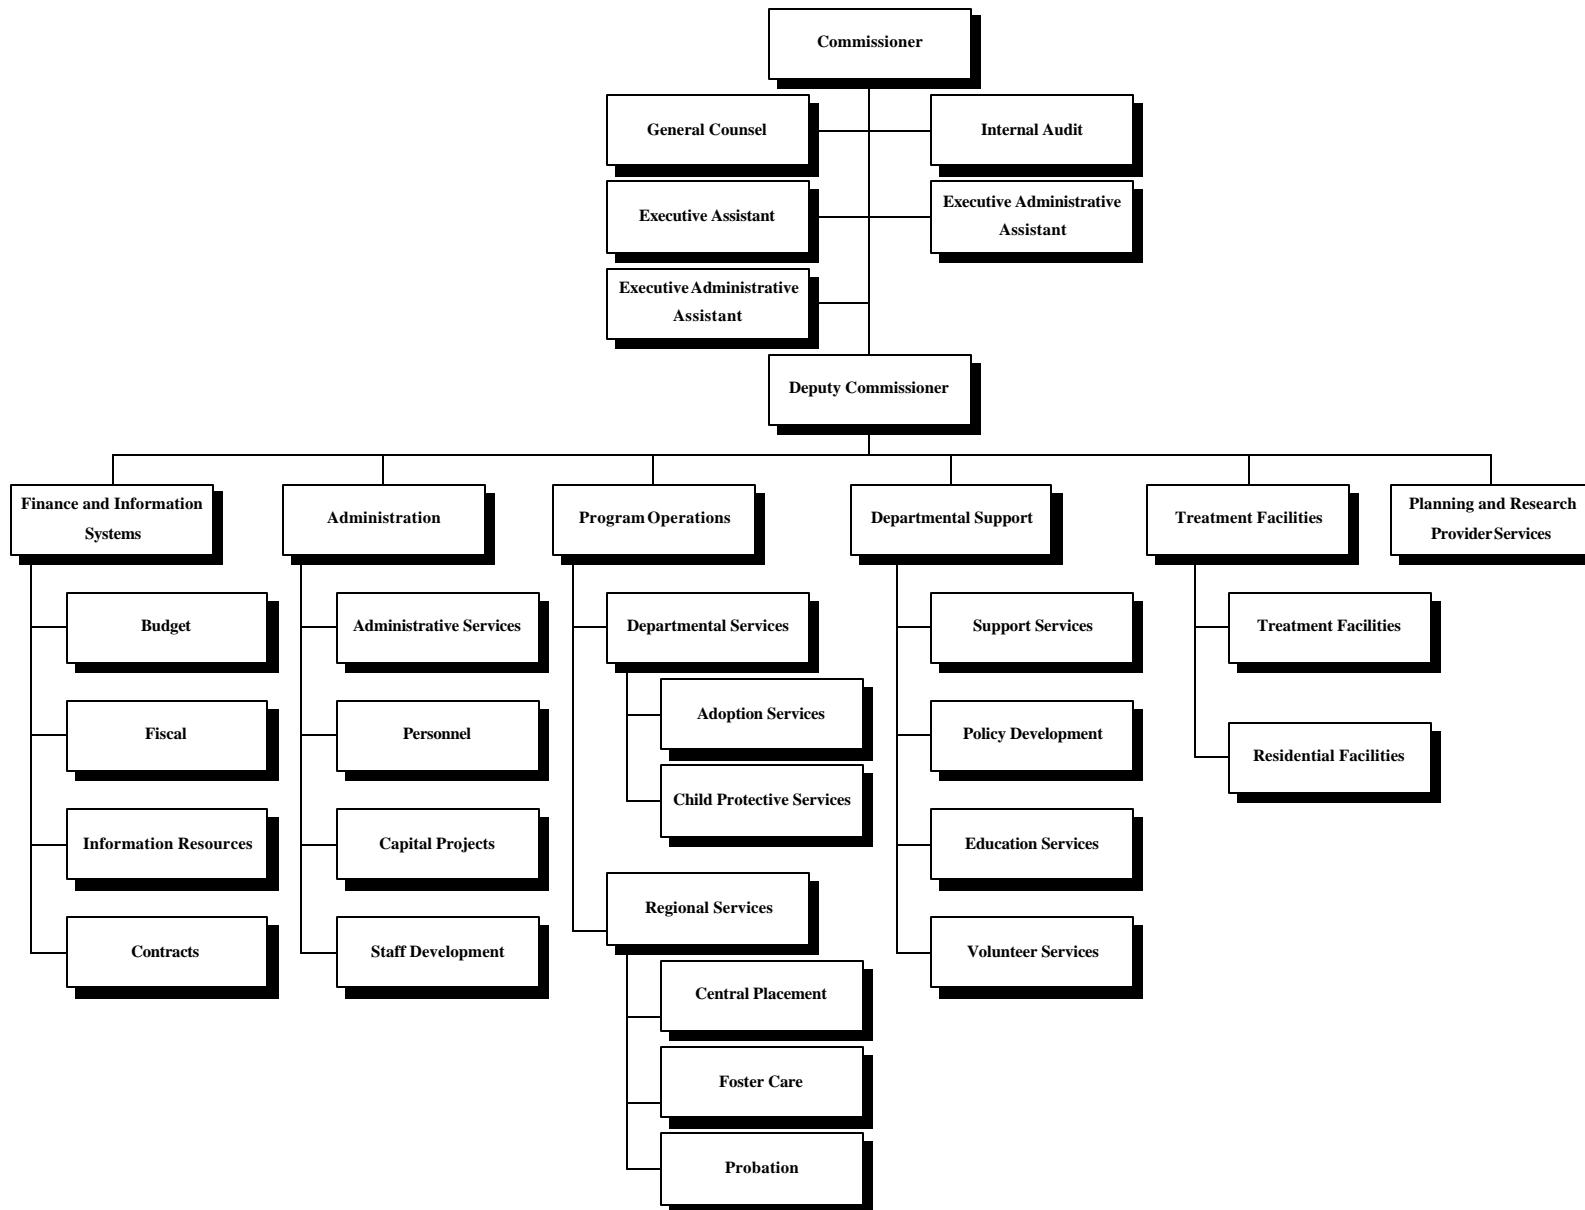 Commissioner
General Counsel
Internal Audit
Executive Assistant
Executive Administrative
Assistant
Executive Administrative
Assistant
Deputy Commissioner
Finance and Information
Systems
Administration
Program Operations
Departmental Support
Treatment Facilities
Planning and Research
Provider Services
Budget
Administrative Services
Departmental Services
Support Services
Treatment Facilities
Adoption Services
Fiscal
Personnel
Policy Development
Residential Facilities
Child Protective Services
Information Resources
Capital Projects
Education Services
Regional Services
Contracts
Staff Development
Volunteer Services
Central Placement
Foster Care
Probation